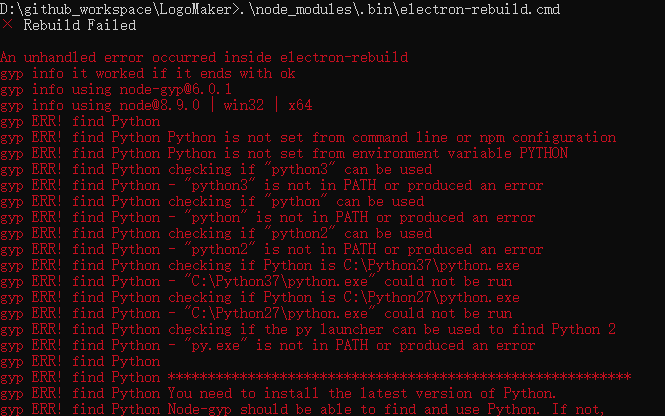 D:\github_workspace\LogoMaker>.\node_modules\.bin\electron-rebuild.cmd
× Rebuild Failed
An unhandled error occurred inside electron-rebuild
gyp info it worked if it ends with ok
gyp info using node-gyp@6.0.1
gyp info using node@8.9.0 | win32 | x64
gyp ERR! find Python
gyp ERR! find Python Python is not set from command line or npm configuration
gyp ERR! find Python Python is not set from environment variable PYTHON
gyp ERR! find Python checking if "python3" can be used
gyp ERR! find Python - "python3" is not in PATH or produced an error
gyp ERR! find Python checking if "python" can be used
gyp ERR! find Python - "python" is not in PATH or produced an error
gyp ERR! find Python checking if "python2" can be used
gyp ERR! find Python - "python2" is not in PATH or produced an error
gyp ERR! find Python checking if Python is C:\Python37\python.exe
gyp ERR! find Python - "C:\Python37\python.exe" could not be run
gyp ERR! find Python checking if Python is C:\Python27\python.exe
gyp ERR! find Python - "C:\Python27\python.exe" could not be run
gyp ERR! find Python checking if the py launcher can be used to find Python 2
gyp ERR! find Python - "py.exe" is not in PATH or produced an error
gyp ERR! find Python
gyp ERR! find Python **********************************************************
gyp ERR! find Python You need to install the latest version of Python.
gyp ERR! find Python Node-gyp should be able to find and use Python. If not,